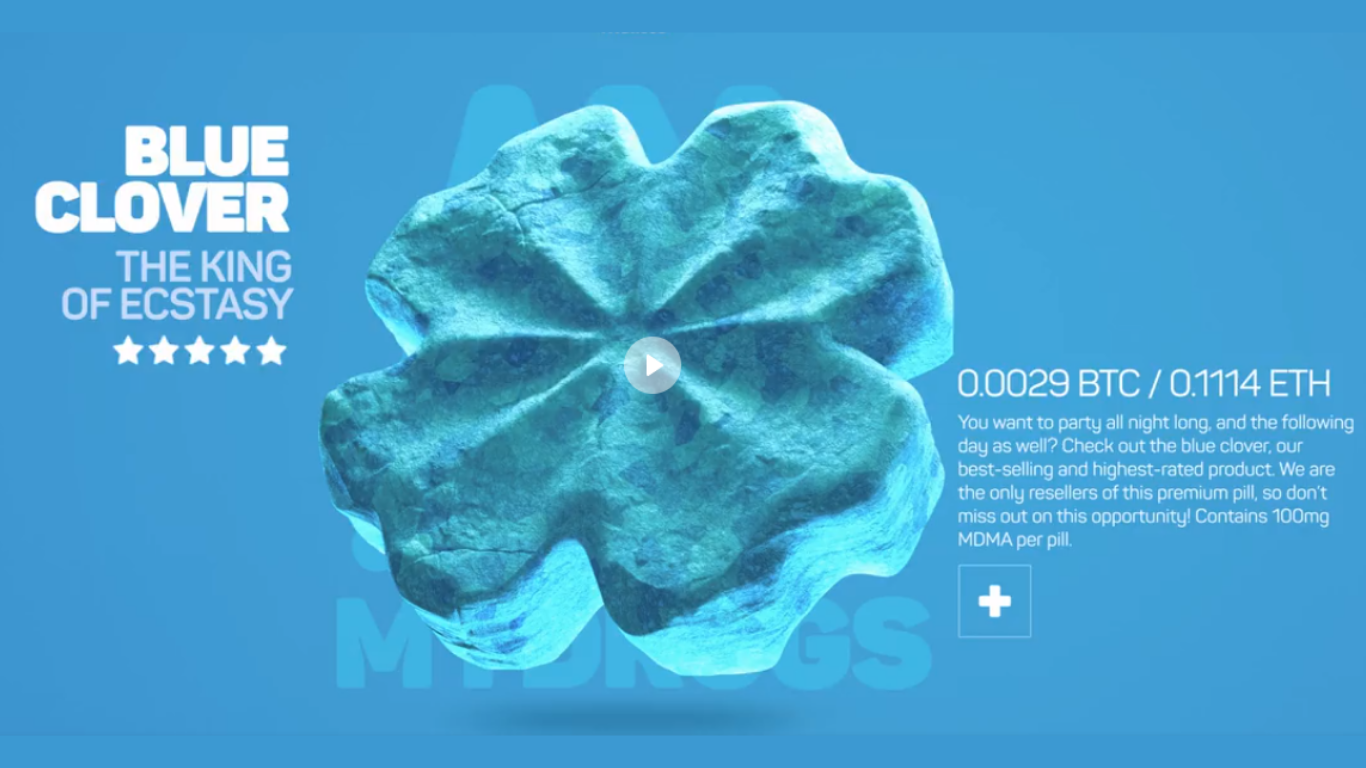 BLUE
CLOVER
THE KING
OF ECSTASY
0.0029 BTC / 0.1114 ETH
You want to party all night long, and the following
day as well? Check out the blue clover, our
best-selling and highest-rated product. We are
the only resellers of this premium pill, so don't
miss out on this opportunity! Contains 100mg
MDMA per pill.
MYDRUGS